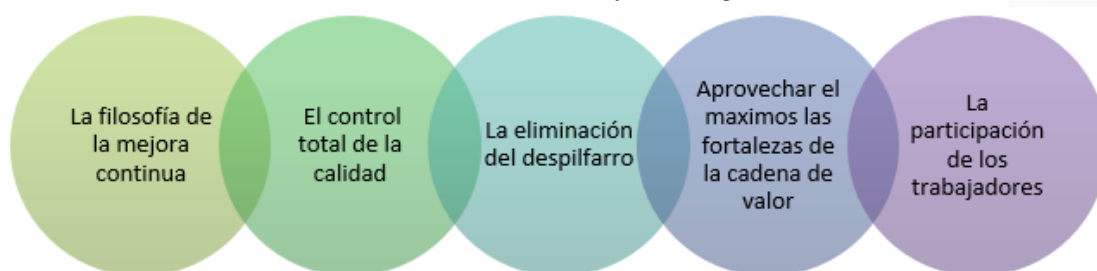 La filosofía de
la mejora
continua
El control
total de la
calidad
La eliminación
del despilfarro
Aprovechar el
maximos las
fortalezas de
la cadena de
valor
La
participación
de los
trabajadores